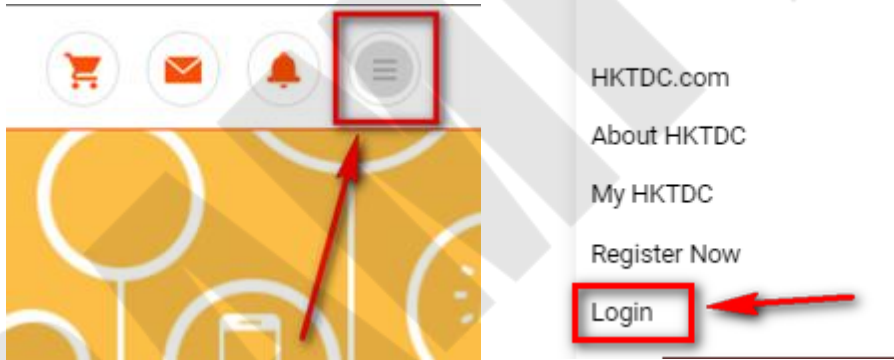 HKTDC.com
About HKTDC
My HKTDC
Register Now
Login